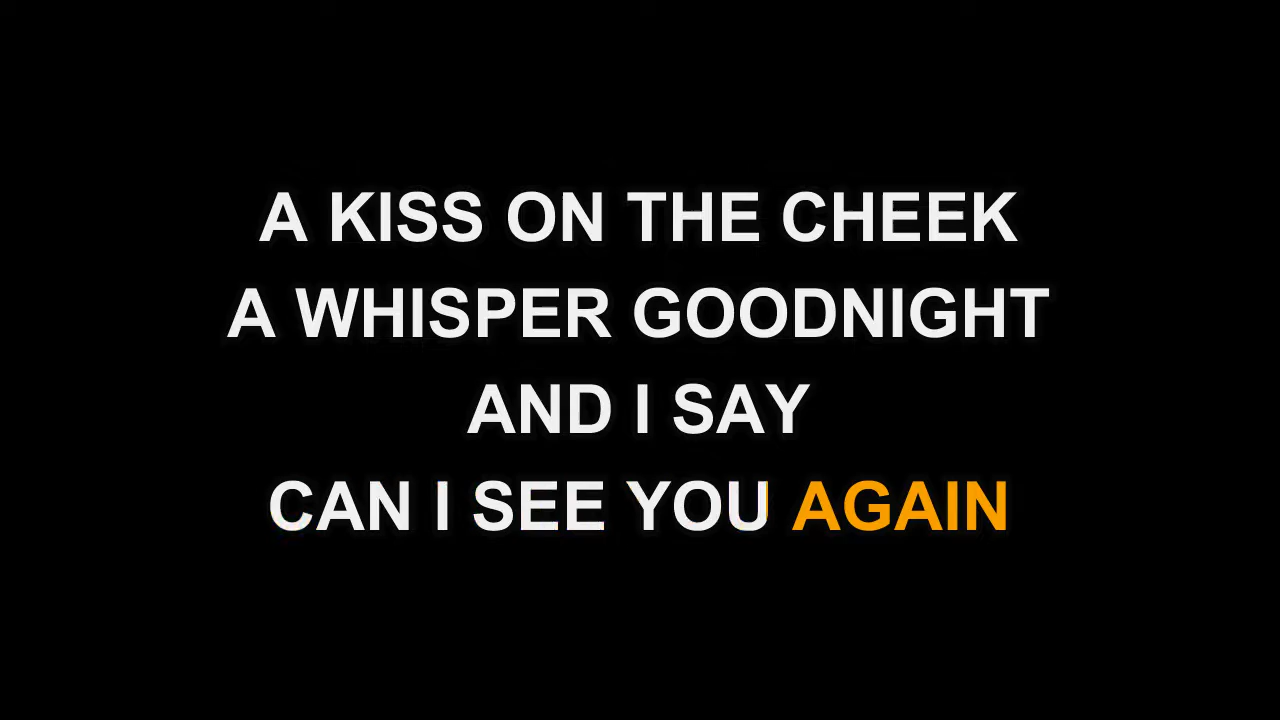 A KISS ON THE CHEEK
A WHISPER GOODNIGHT
AND I SAY
CAN I SEE YOU AGAIN